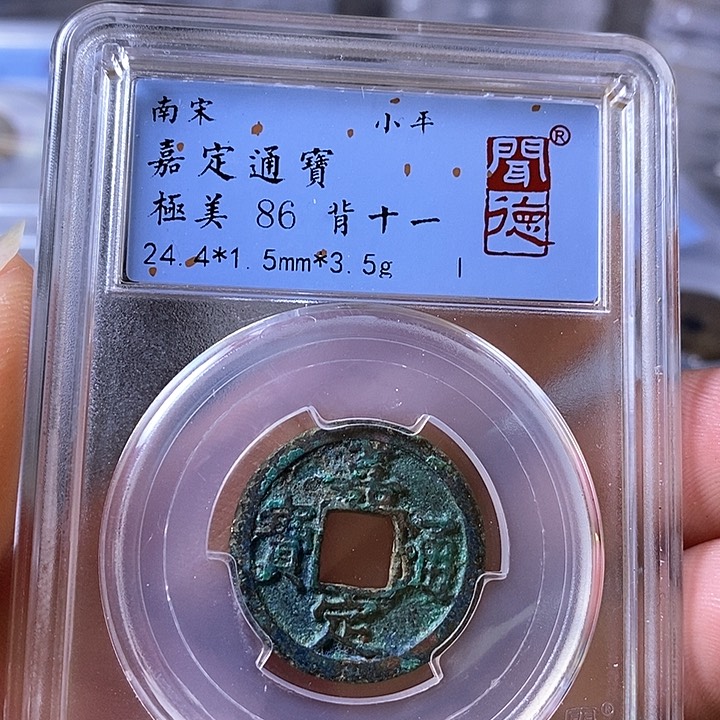 南宋 小平
嘉定通寶
極美 86 背十一
24.4*1.5mm*3.5g
聞德®
嘉定通寶